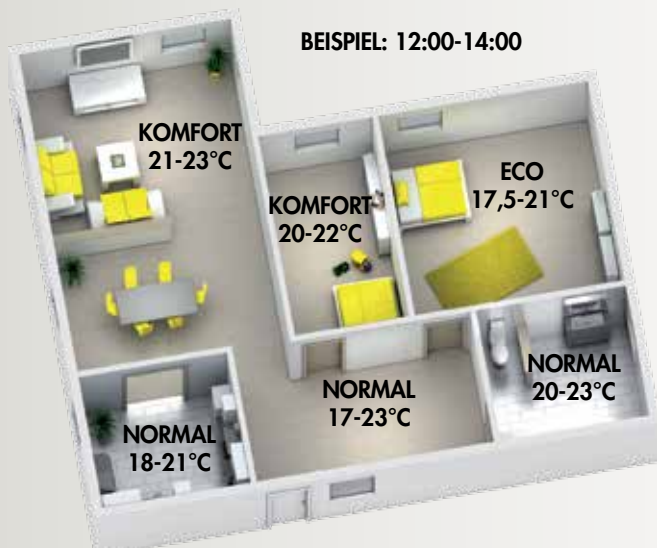 BEISPIEL: 12:00-14:00
KOMFORT
21-23°C
KOMFORT
20-22°C
ECO
17,5-21°C
NORMAL
18-21°C
NORMAL
17-23°C
NORMAL
20-23°C